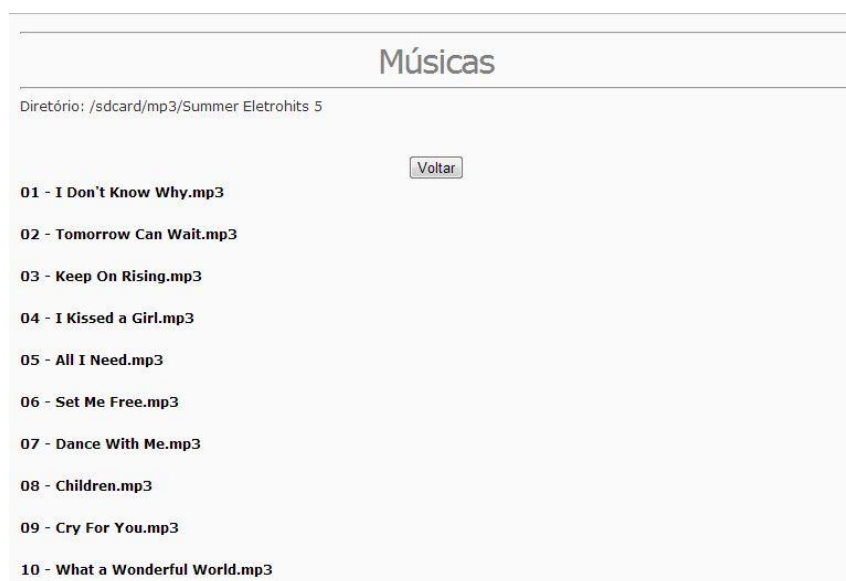 Músicas
Diretório: /sdcard/mp3/Summer Eletrohits 5
Voltar
01 - I Don't Know Why.mp3
02 - Tomorrow Can Wait.mp3
03 - Keep On Rising.mp3
04 - I Kissed a Girl.mp3
05 - All I Need.mp3
06 - Set Me Free.mp3
07 - Dance With Me.mp3
08 - Children.mp3
09 - Cry For You.mp3
10 - What a Wonderful World.mp3